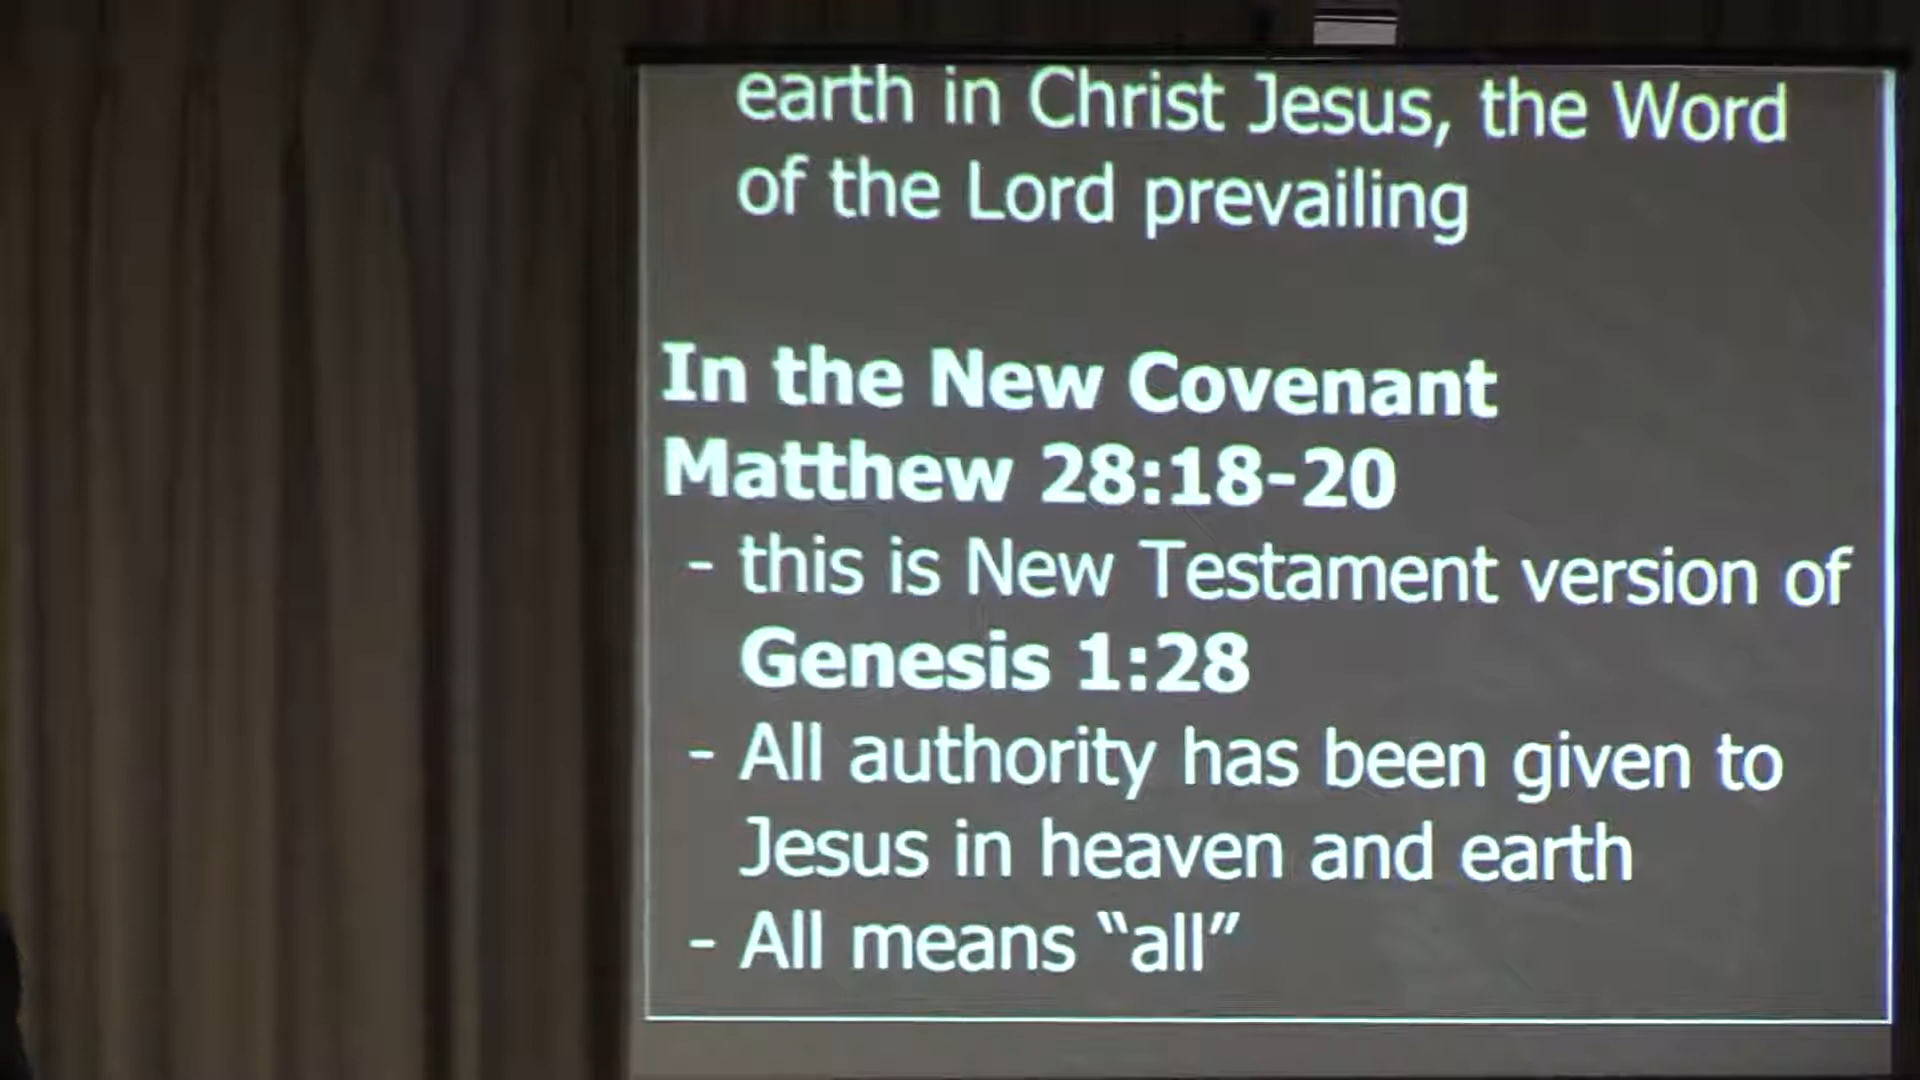 earth in Christ Jesus, the Word
of the Lord prevailing
In the New Covenant
Matthew 28:18-20
- this is New Testament version of
Genesis 1:28
- All authority has been given to
Jesus in heaven and earth
- All means “all”